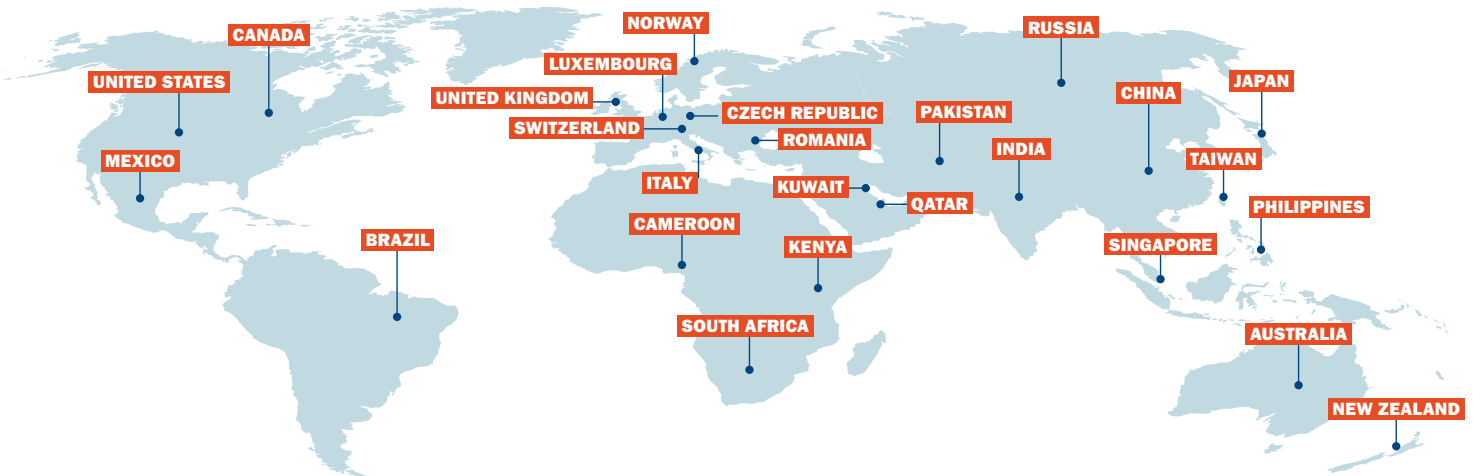 NORWAY
RUSSIA
CANADA
LUXEMBOURG
UNITED STATES
JAPAN
CHINA
UNITED KINGDOM
CZECH REPUBLIC
PAKISTAN
SWITZERLAND
ROMANIA
INDIA
MEXICO
TAIWAN
ITALY
KUWAIT
QATAR
PHILIPPINES
CAMEROON
BRAZIL
KENYA
SINGAPORE
SOUTH AFRICA
AUSTRALIA
NEW ZEALAND